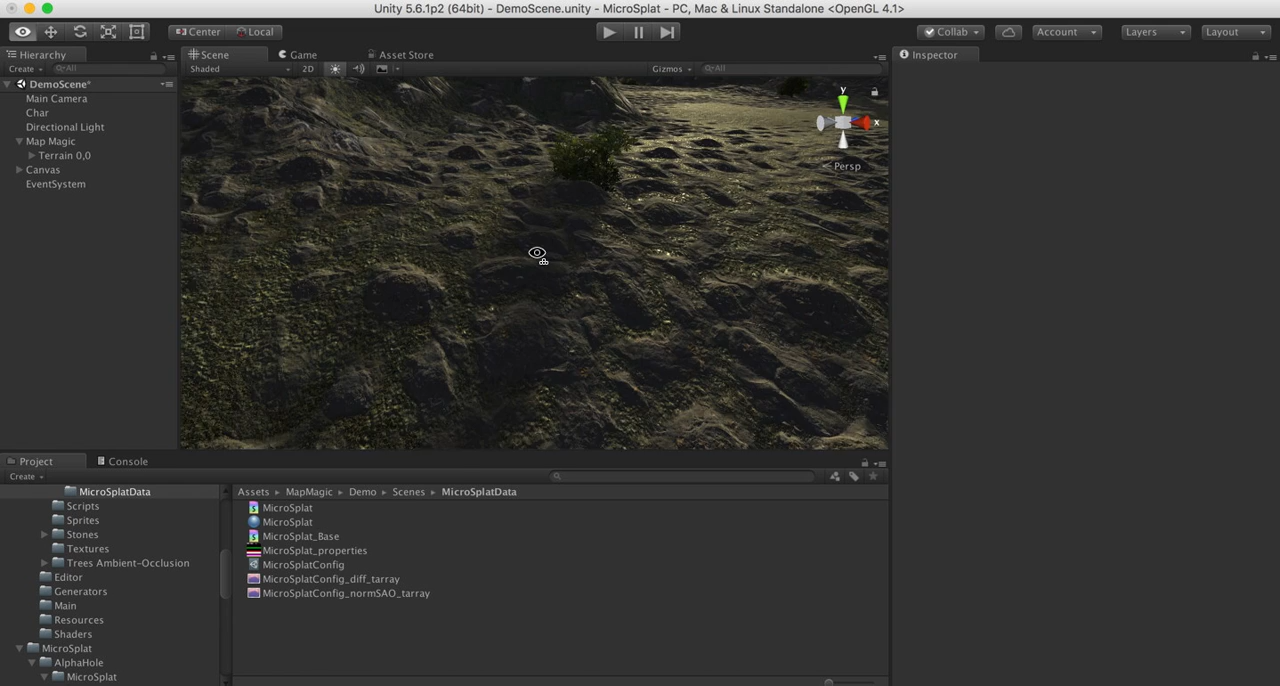 Unity 5.6.1p2 (64bit) - DemoScene.unity - MicroSplat - PC, Mac & Linux Standalone <OpenGL 4.1>
Center Local Collab Account Layers Layout
Hierarchy Scene Game Asset Store Inspector
Create All Shaded 2D Gizmos All
DemoScene*
Main Camera
Char
Directional Light
Map Magic
Terrain 0,0
Canvas
EventSystem
y
x
Persp
Project Console
Create
MicroSplatData
Scripts
Sprites
Stones
Textures
Trees Ambient-Occlusion
Editor
Generators
Main
Resources
Shaders
MicroSplat
AlphaHole
MicroSplat
Assets MapMagic Demo Scenes MicroSplatData
MicroSplat
MicroSplat
MicroSplat_Base
MicroSplat_properties
MicroSplatConfig
MicroSplatConfig_diff_tarray
MicroSplatConfig_normSAO_tarray